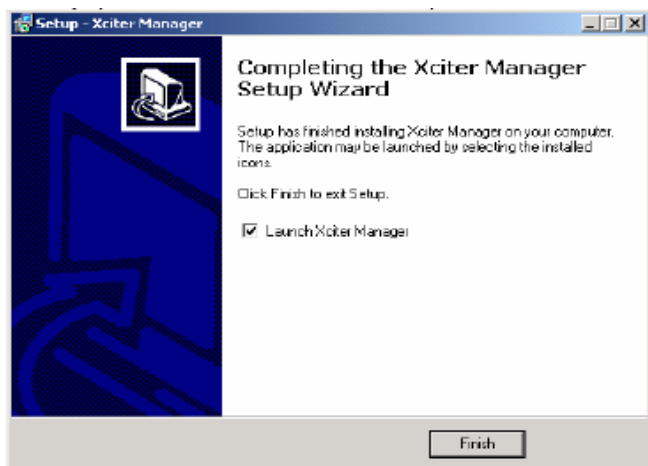 Setup - Xciter Manager
Completing the Xciter Manager
Setup Wizard
Setup has finished installing Xciter Manager on your computer.
The application may be launched by selecting the installed
icons.
Click Finish to exit Setup.
Launch Xciter Manager
Finish